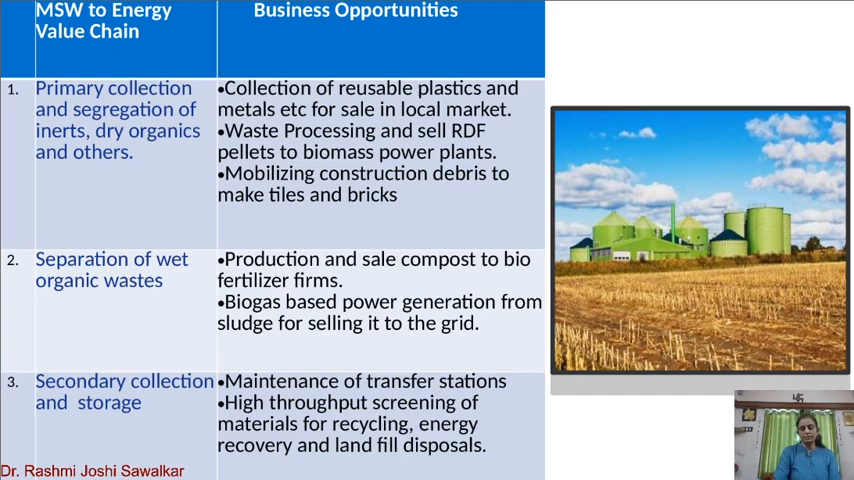 MSW to Energy
Value Chain
Business Opportunities
1.
Primary collection
and segregation of
inerts, dry organics
and others.
•Collection of reusable plastics and
metals etc for sale in local market.
•Waste Processing and sell RDF
pellets to biomass power plants.
•Mobilizing construction debris to
make tiles and bricks
2.
Separation of wet
organic wastes
•Production and sale compost to bio
fertilizer firms.
•Biogas based power generation from
sludge for selling it to the grid.
3.
Secondary collection
and  storage
•Maintenance of transfer stations
•High throughput screening of
materials for recycling, energy
recovery and land fill disposals.
Dr. Rashmi Joshi Sawalkar